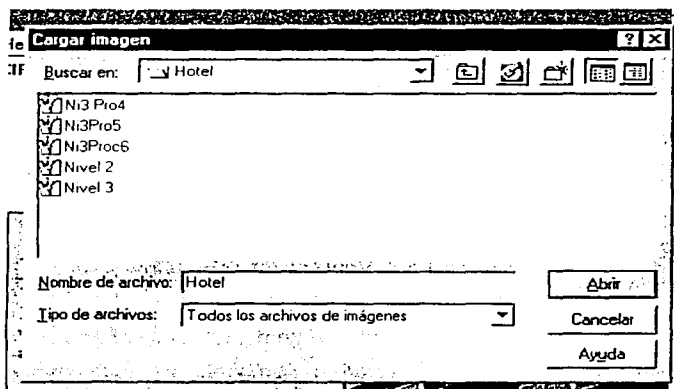 Cargar imagen
Buscar en: Hotel
Ni3 Pro4
Ni3Pro5
Ni3Proc6
Nivel 2
Nivel 3
Nombre de archivo: Hotel
Abrir
Tipo de archivos: Todos los archivos de imágenes
Cancelar
Ayuda